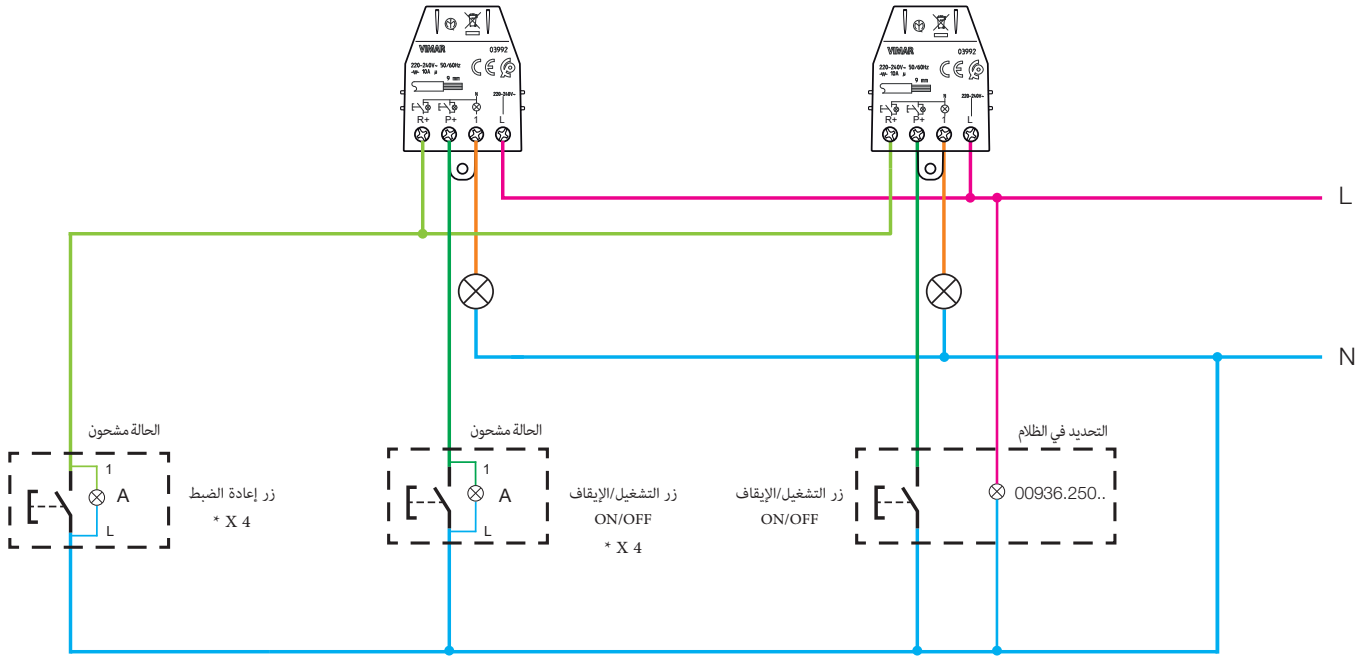 VIMAR 03992
220-240V~ 50/60Hz
10A μ
9 mm
N
220-240V~
R+ P+ 1 L
VIMAR 03992
220-240V~ 50/60Hz
10A μ
9 mm
N
220-240V~
R+ P+ 1 L
L
N
الحالة مشحون
1
A
L
زر إعادة الضبط
* X 4
الحالة مشحون
1
A
L
زر التشغيل/الإيقاف
ON/OFF
* X 4
زر التشغيل/الإيقاف
ON/OFF
التحديد في الظلام
00936.250..